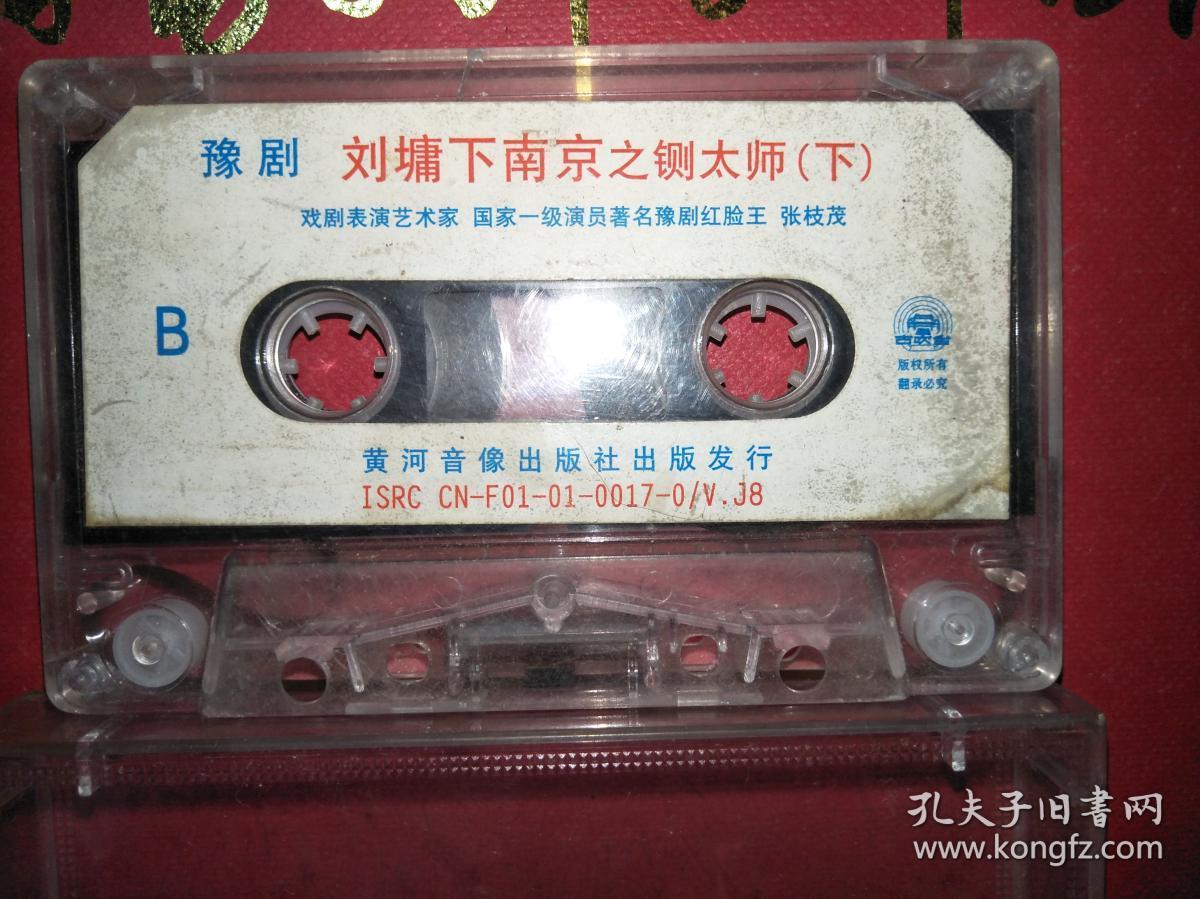 豫剧 刘墉下南京之铡太师(下)
戏剧表演艺术家 国家一级演员著名豫剧红脸王 张枝茂
B
版权所有
翻录必究
黄河音像出版社出版发行
ISRC CN-F01-01-0017-0/V.J8
孔夫子旧書网
www.kongfz.com